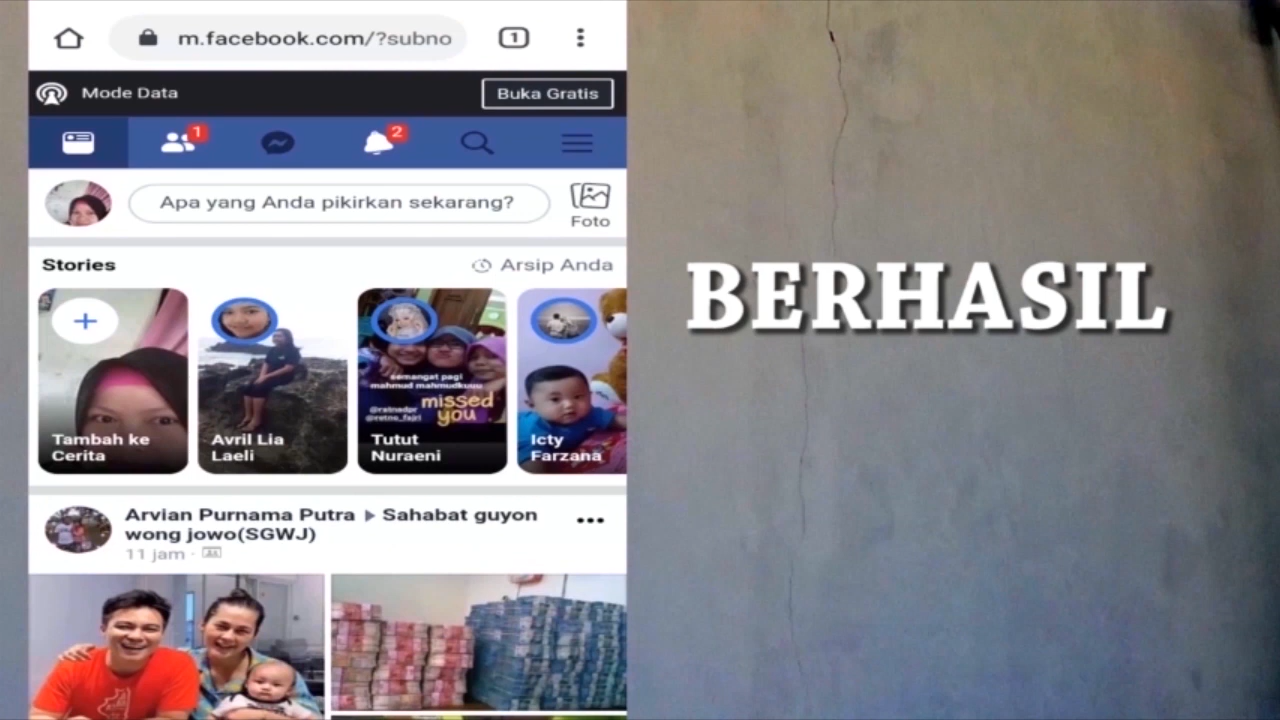 m.facebook.com/?subno
1
Mode Data
Buka Gratis
1
2
Apa yang Anda pikirkan sekarang?
Foto
Stories
Arsip Anda
semangat pagi
mahmud mahmudkuuu
missed
you
@ratnadpr
@retno_fajri
Tambah ke
Cerita
Avril Lia
Laeli
Tutut
Nuraeni
Icty
Farzana
Arvian Purnama Putra ▶ Sahabat guyon
wong jowo(SGWJ)
11 jam ·
BERHASIL